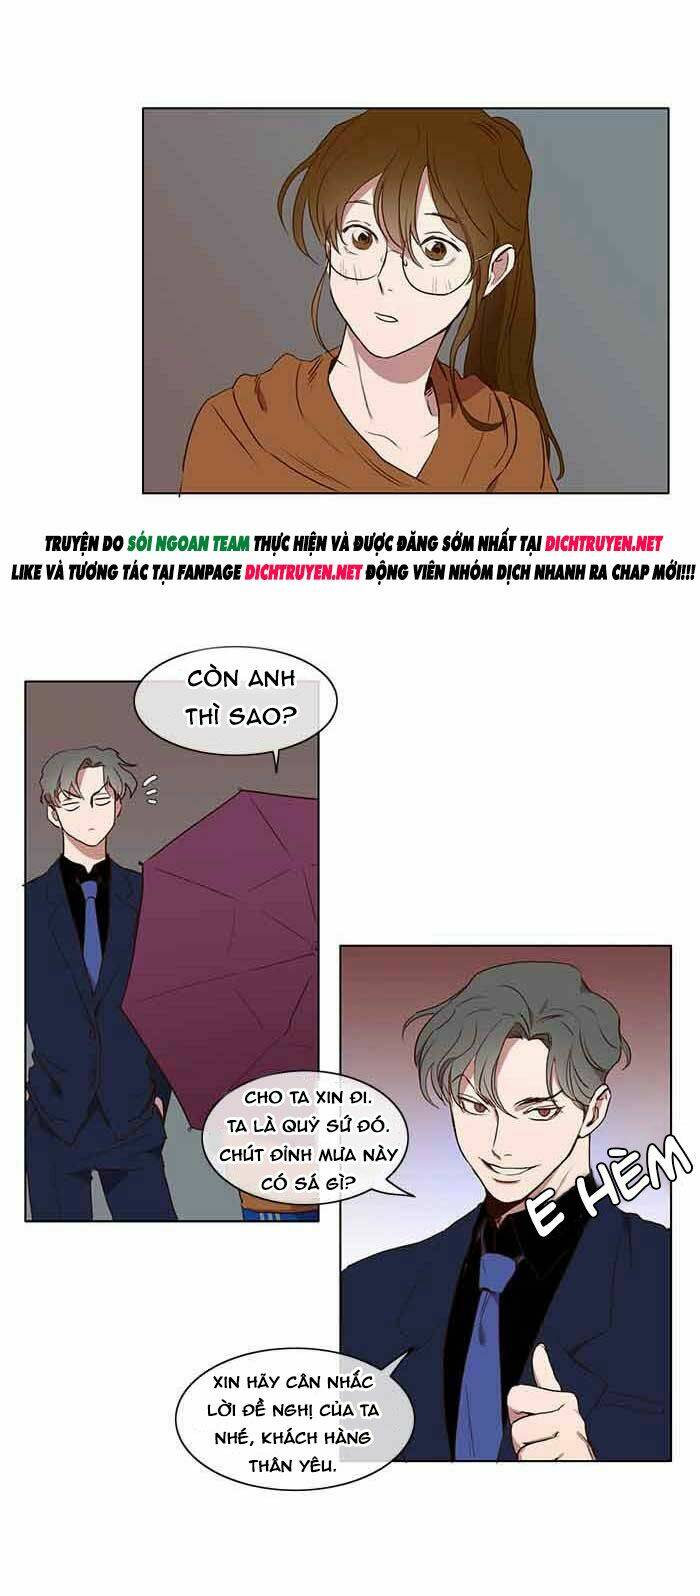 TRUYỆN DO SÓI NGOAN TEAM THỰC HIỆN VÀ ĐƯỢC ĐĂNG SỚM NHẤT TẠI DICHTRUYEN.NET
LIKE VÀ TƯƠNG TÁC TẠI FANPAGE DICHTRUYEN.NET ĐỘNG VIÊN NHÓM DỊCH NHANH RA CHAP MỚI!!!
CÒN ANH
THÌ SAO?
CHO TA XIN ĐI.
TA LÀ QUỶ SỨ ĐÓ.
CHÚT ĐỈNH MƯA NÀY
CÓ SÁ GÌ?
E HÈM
XIN HÃY CÂN NHẮC
LỜI ĐỀ NGHỊ CỦA TA
NHÉ, KHÁCH HÀNG
THÂN YÊU.